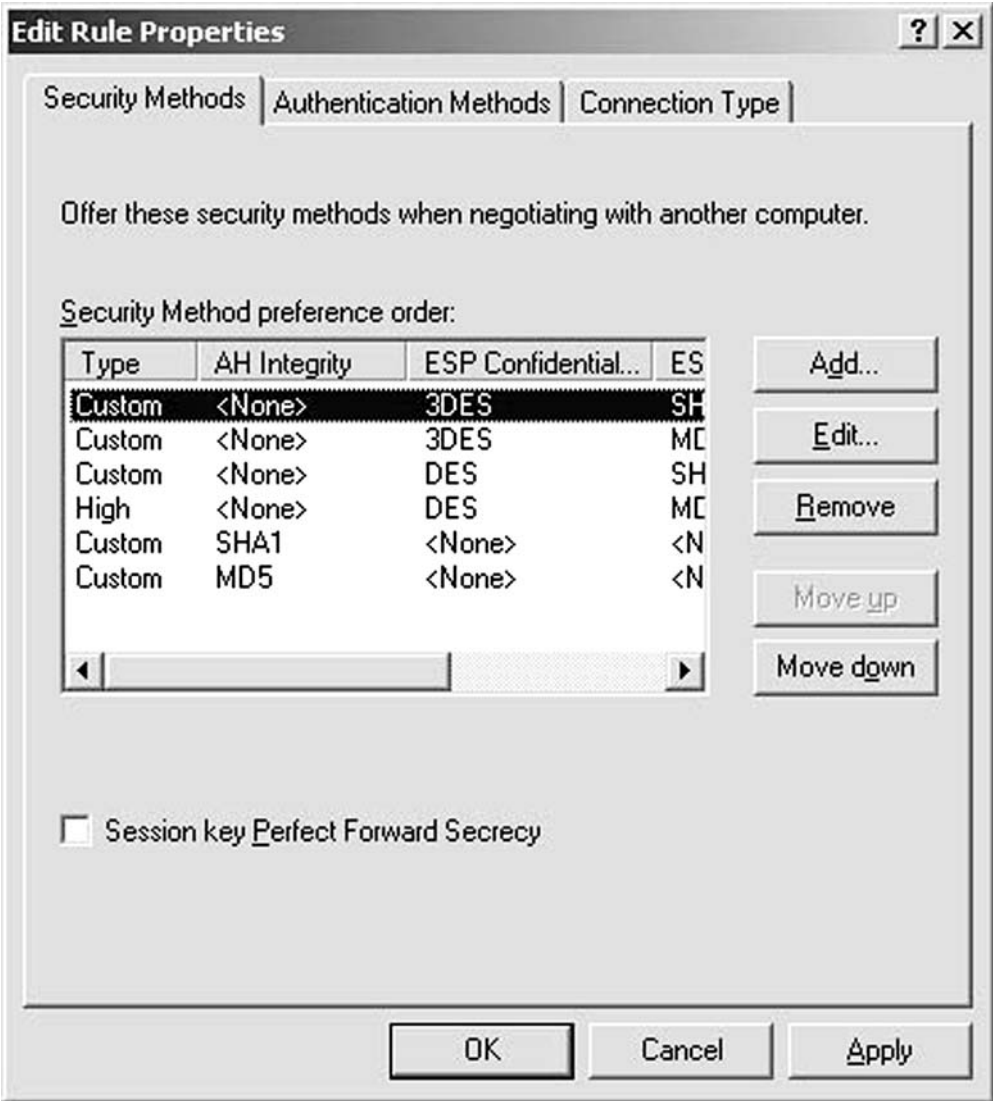 Edit Rule Properties
Security Methods Authentication Methods Connection Type
Offer these security methods when negotiating with another computer.
Security Method preference order:
Type AH Integrity ESP Confidential... ES
Custom <None> 3DES SH
Custom <None> 3DES MD
Custom <None> DES SH
High <None> DES MD
Custom SHA1 <None> <N
Custom MD5 <None> <N
Add...
Edit...
Remove
Move up
Move down
Session key Perfect Forward Secrecy
OK Cancel Apply